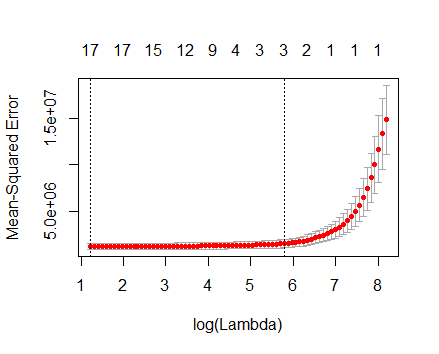 17 17 15 12 9 4 3 3 2 1 1 1
Mean-Squared Error
1.5e+07
5.0e+06
1 2 3 4 5 6 7 8
log(Lambda)